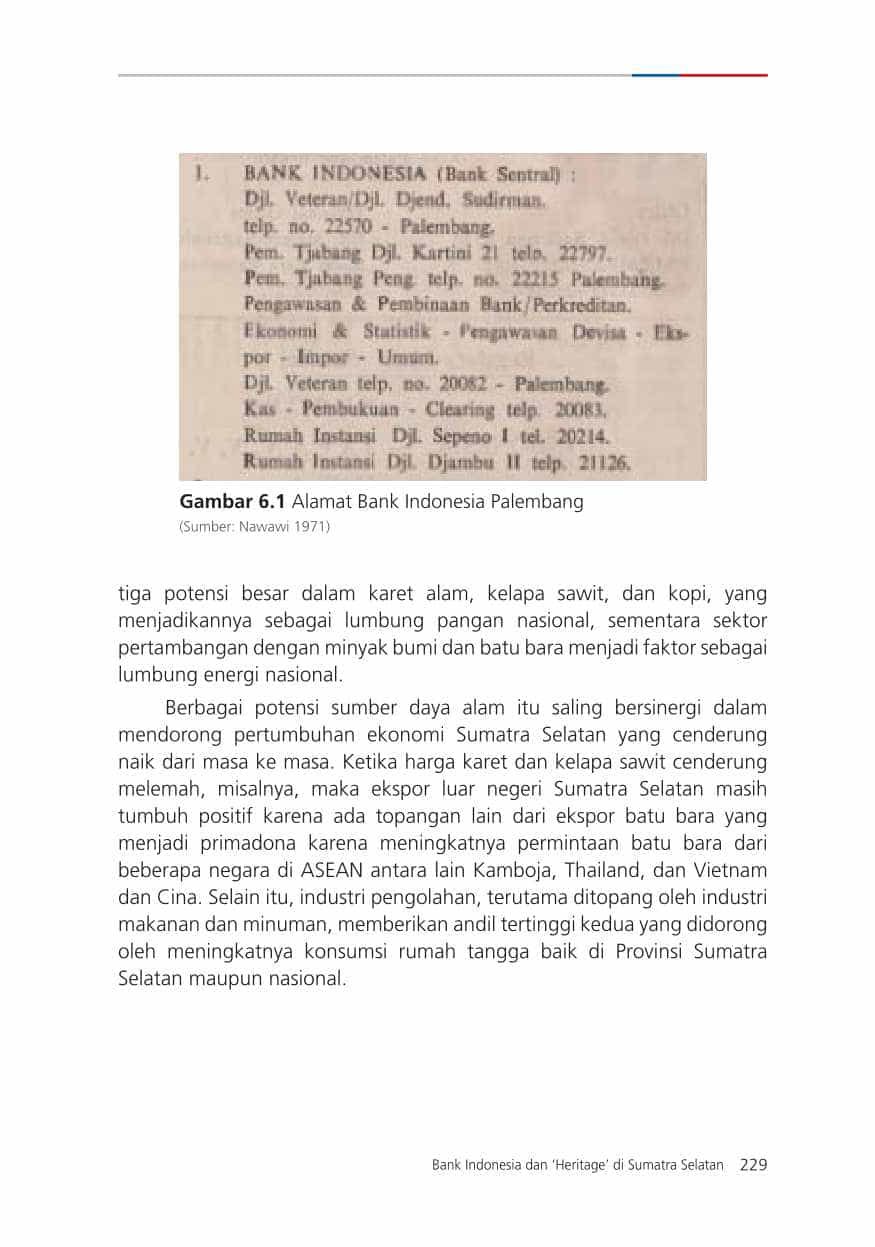 1. BANK INDONESIA (Bank Sentral) :
Djl. Veteran/Djl. Djend. Sudirman.
telp. no. 22570 - Palembang.
Pem. Tjabang Djl. Kartini 21 telp. 22797.
Pem. Tjabang Peng. telp. no. 22215 Palembang.
Pengawasan & Pembinaan Bank/Perkreditan.
Ekonomi & Statistik - Pengawasan Devisa - Eks-
por - Impor - Umum.
Djl. Veteran telp. no. 20082 - Palembang.
Kas - Pembukuan - Clearing telp. 20083.
Rumah Instansi Djl. Sepeno I tel. 20214.
Rumah Instansi Djl. Djambu II telp. 21126.
Gambar 6.1 Alamat Bank Indonesia Palembang
(Sumber: Nawawi 1971)
tiga potensi besar dalam karet alam, kelapa sawit, dan kopi, yang
menjadikannya sebagai lumbung pangan nasional, sementara sektor
pertambangan dengan minyak bumi dan batu bara menjadi faktor sebagai
lumbung energi nasional.
Berbagai potensi sumber daya alam itu saling bersinergi dalam
mendorong pertumbuhan ekonomi Sumatra Selatan yang cenderung
naik dari masa ke masa. Ketika harga karet dan kelapa sawit cenderung
melemah, misalnya, maka ekspor luar negeri Sumatra Selatan masih
tumbuh positif karena ada topangan lain dari ekspor batu bara yang
menjadi primadona karena meningkatnya permintaan batu bara dari
beberapa negara di ASEAN antara lain Kamboja, Thailand, dan Vietnam
dan Cina. Selain itu, industri pengolahan, terutama ditopang oleh industri
makanan dan minuman, memberikan andil tertinggi kedua yang didorong
oleh meningkatnya konsumsi rumah tangga baik di Provinsi Sumatra
Selatan maupun nasional.
Bank Indonesia dan ‘Heritage’ di Sumatra Selatan 229